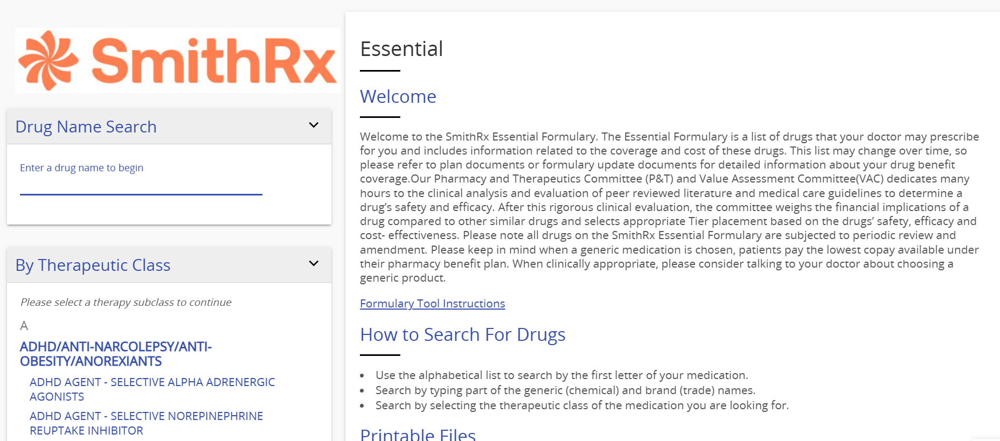 SmithRx
Drug Name Search
Enter a drug name to begin
By Therapeutic Class
Please select a therapy subclass to continue
A
ADHD/ANTI-NARCOLEPSY/ANTI-
OBESITY/ANOREXIANTS
ADHD AGENT - SELECTIVE ALPHA ADRENERGIC
AGONISTS
ADHD AGENT - SELECTIVE NOREPINEPHRINE
REUPTAKE INHIBITOR
Essential
Welcome
Welcome to the SmithRx Essential Formulary. The Essential Formulary is a list of drugs that your doctor may prescribe
for you and includes information related to the coverage and cost of these drugs. This list may change over time, so
please refer to plan documents or formulary update documents for detailed information about your drug benefit
coverage.Our Pharmacy and Therapeutics Committee (P&T) and Value Assessment Committee(VAC) dedicates many
hours to the clinical analysis and evaluation of peer reviewed literature and medical care guidelines to determine a
drug’s safety and efficacy. After this rigorous clinical evaluation, the committee weighs the financial implications of a
drug compared to other similar drugs and selects appropriate Tier placement based on the drugs’ safety, efficacy and
cost- effectiveness. Please note all drugs on the SmithRx Essential Formulary are subjected to periodic review and
amendment. Please keep in mind when a generic medication is chosen, patients pay the lowest copay available under
their pharmacy benefit plan. When clinically appropriate, please consider talking to your doctor about choosing a
generic product.
Formulary Tool Instructions
How to Search For Drugs
• Use the alphabetical list to search by the first letter of your medication.
• Search by typing part of the generic (chemical) and brand (trade) names.
• Search by selecting the therapeutic class of the medication you are looking for.
Printable Files